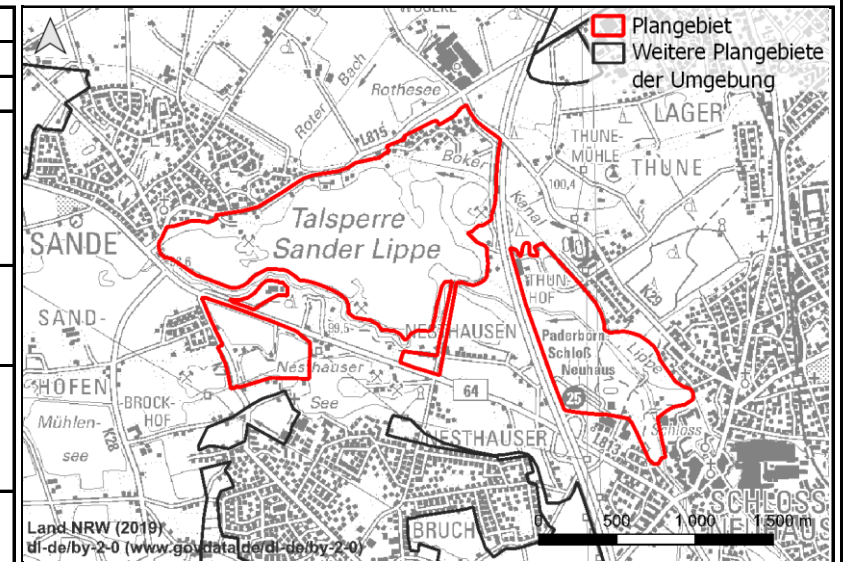 Plangebiet
Weitere Plangebiete
der Umgebung
Roter Bach
Rothesee
L815
LAGER
THUNE-
MÜHLE
THUNE
Boker
Kanal
100,4
Talsperre
Sander Lippe
SANDE
THUN-
HOF
K29
SAND-
HÖFEN
99,5
NESTHAUSEN
Paderborn-
Schloß
Neuhaus
Lippe
Nesthauser
See
64
25
BROCK-
HOF
Mühlen-
see
K28
NESTHAUSER
L813
Schloss
SCHLOSS
NEUHAUS
BRUCH
0 500 1 000 1 500 m
Land NRW (2019)
dl-de/by-2-0 (www.govdata.de/dl-de/by-2-0)